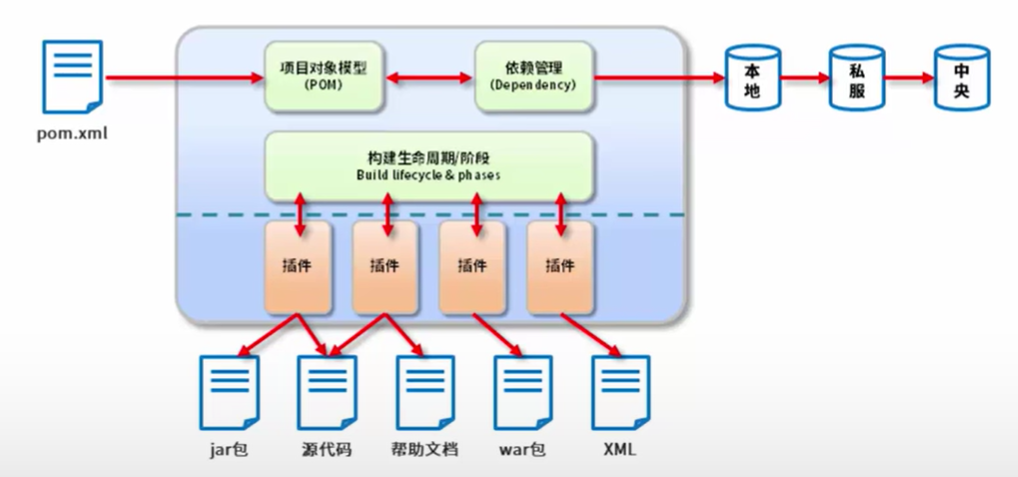 pom.xml
项目对象模型
(POM)
依赖管理
(Dependency)
本地
私服
中央
构建生命周期/阶段
Build lifecycle & phases
插件
插件
插件
插件
jar包
源代码
帮助文档
war包
XML